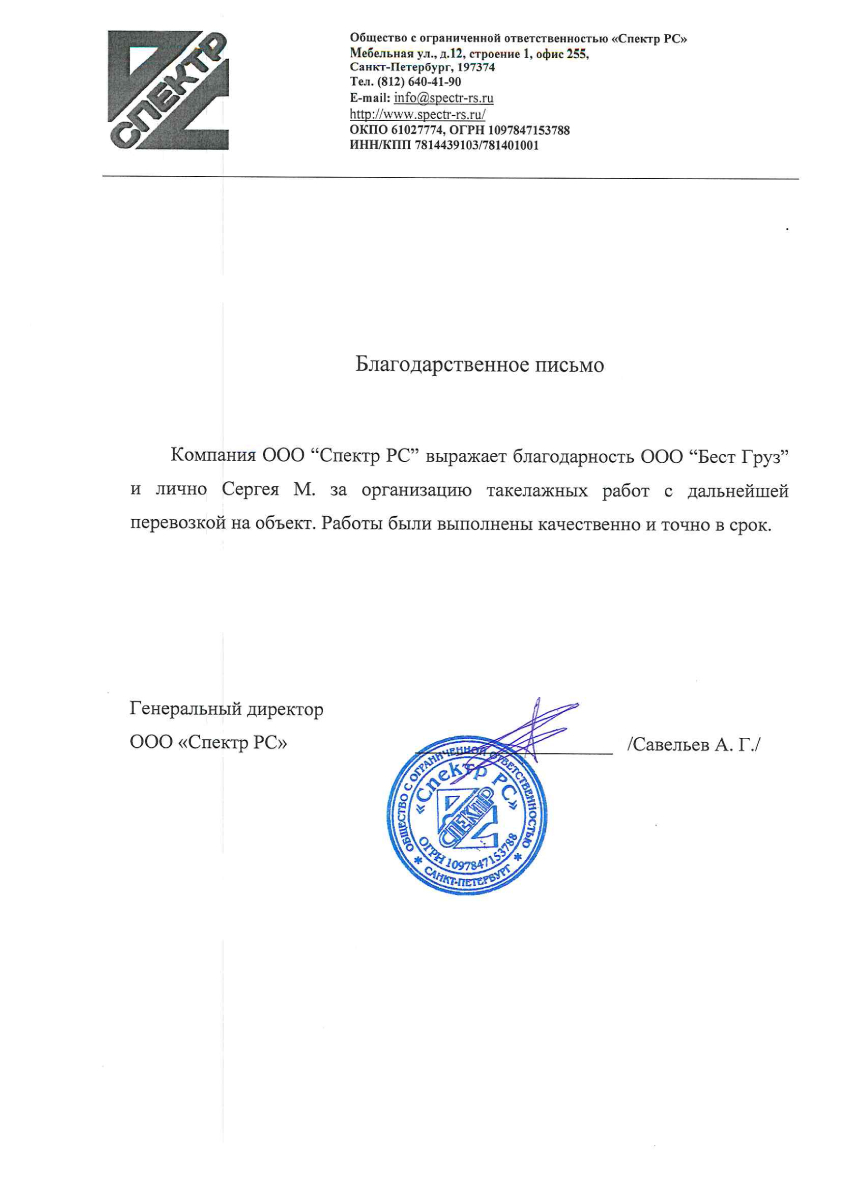 СПЕКТР
Общество с ограниченной ответственностью «Спектр РС»
Мебельная ул., д.12, строение 1, офис 255,
Санкт-Петербург, 197374
Тел. (812) 640-41-90
E-mail: info@spectr-rs.ru
http://www.spectr-rs.ru/
ОКПО 61027774, ОГРН 1097847153788
ИНН/КПП 7814439103/781401001
Благодарственное письмо
Компания ООО “Спектр РС” выражает благодарность ООО “Бест Груз”
и лично Сергея М. за организацию такелажных работ с дальнейшей
перевозкой на объект. Работы были выполнены качественно и точно в срок.
Генеральный директор
ООО «Спектр РС» /Савельев А. Г./
ОБЩЕСТВО С ОГРАНИЧЕННОЙ ОТВЕТСТВЕННОСТЬЮ
«Спектр РС»
СПЕКТР
ОГРН 1097847153788
* САНКТ-ПЕТЕРБУРГ *